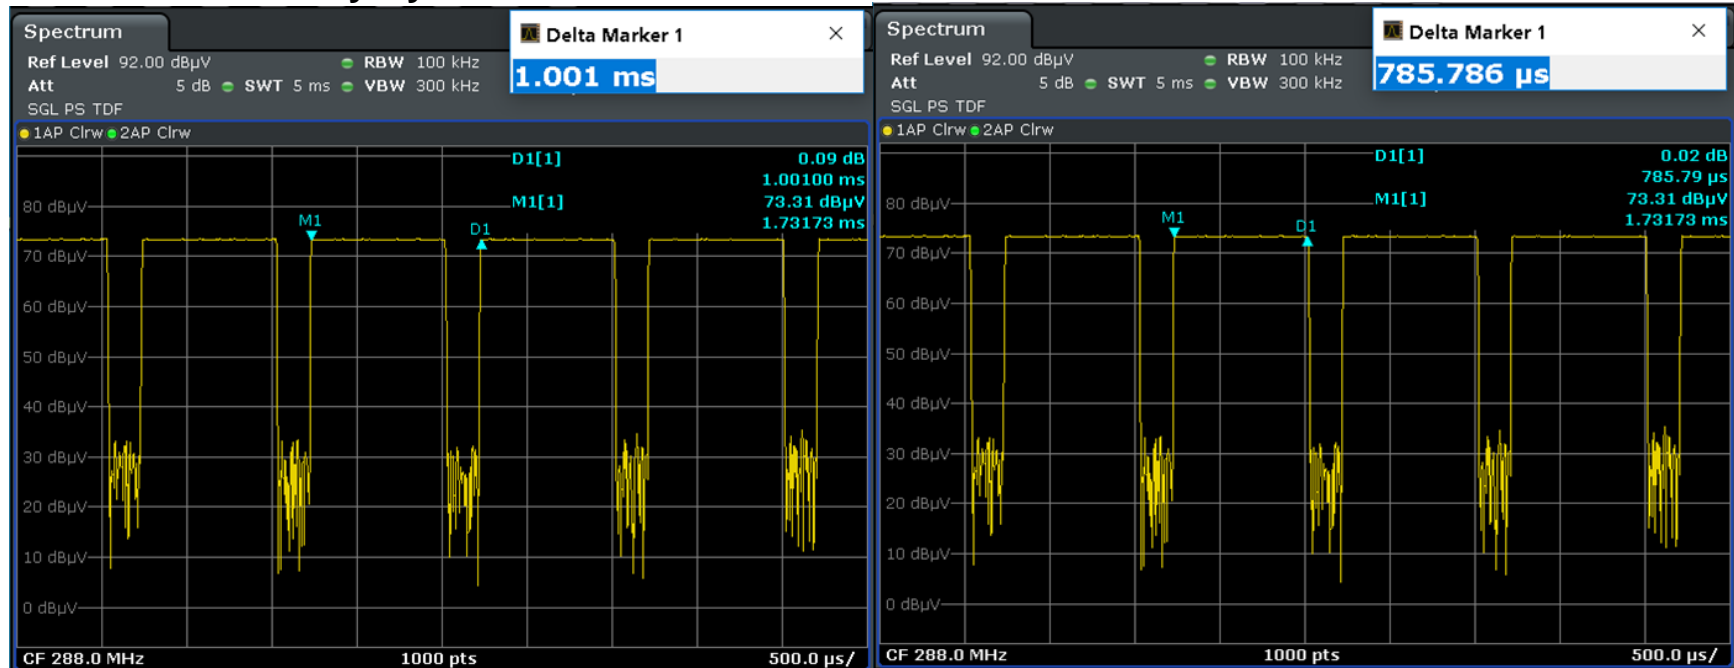 Spectrum
Delta Marker 1
1.001 ms
Ref Level 92.00 dBµV
RBW 100 kHz
Att 5 dB SWT 5 ms VBW 300 kHz
SGL PS TDF
1AP Clrw 2AP Clrw
D1[1] 0.09 dB
1.00100 ms
M1[1] 73.31 dBµV
1.73173 ms
80 dBµV
M1
D1
70 dBµV
60 dBµV
50 dBµV
40 dBµV
30 dBµV
20 dBµV
10 dBµV
0 dBµV
CF 288.0 MHz 1000 pts 500.0 µs/
Spectrum
Delta Marker 1
785.786 µs
Ref Level 92.00 dBµV
RBW 100 kHz
Att 5 dB SWT 5 ms VBW 300 kHz
SGL PS TDF
1AP Clrw 2AP Clrw
D1[1] 0.02 dB
785.79 µs
M1[1] 73.31 dBµV
1.73173 ms
80 dBµV
M1
D1
70 dBµV
60 dBµV
50 dBµV
40 dBµV
30 dBµV
20 dBµV
10 dBµV
0 dBµV
CF 288.0 MHz 1000 pts 500.0 µs/